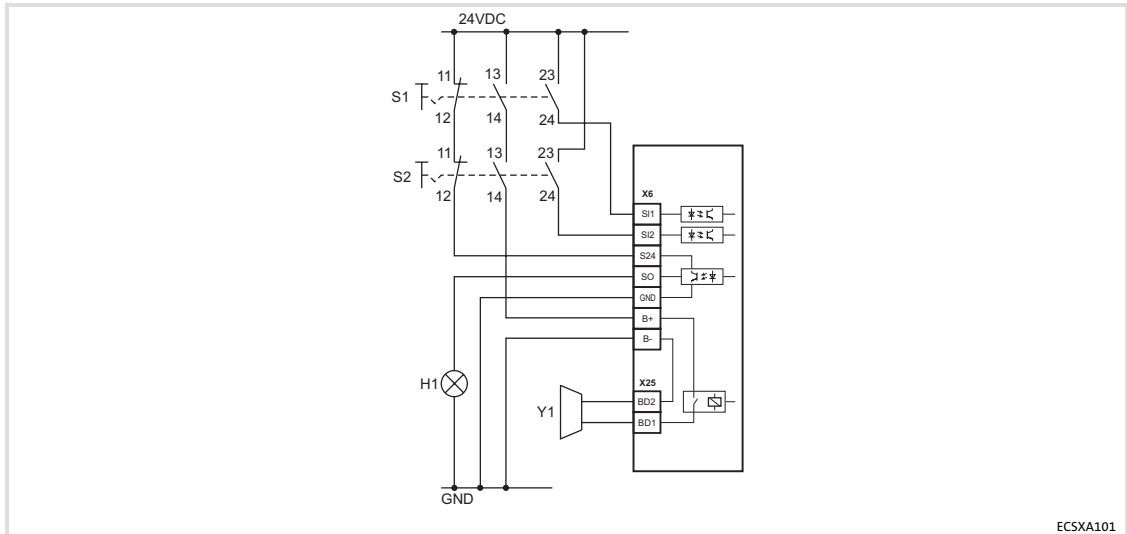 24VDC
11 13 23
S1
12 14 24
11 13 23
S2
12 14 24
X6
SI1
SI2
S24
SO
GND
B+
B-
H1
X25
Y1
BD2
BD1
GND
ECSXA101